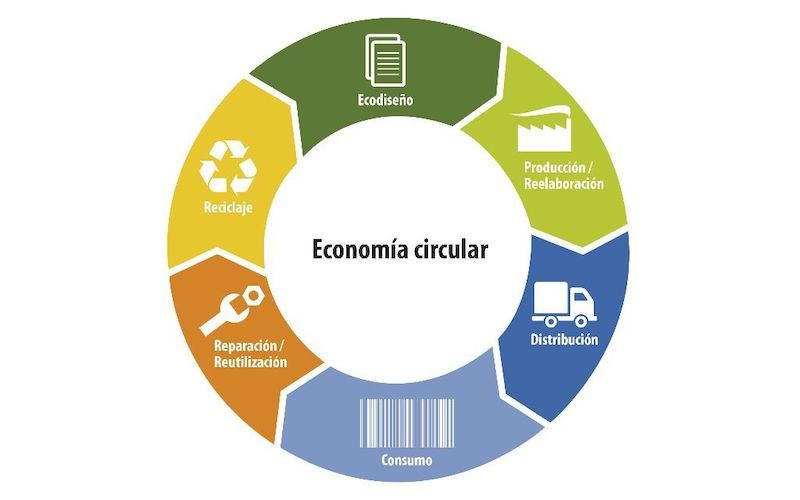 Economía circular
Ecodiseño
Producción /
Reelaboración
Distribución
Consumo
Reparación /
Reutilización
Reciclaje